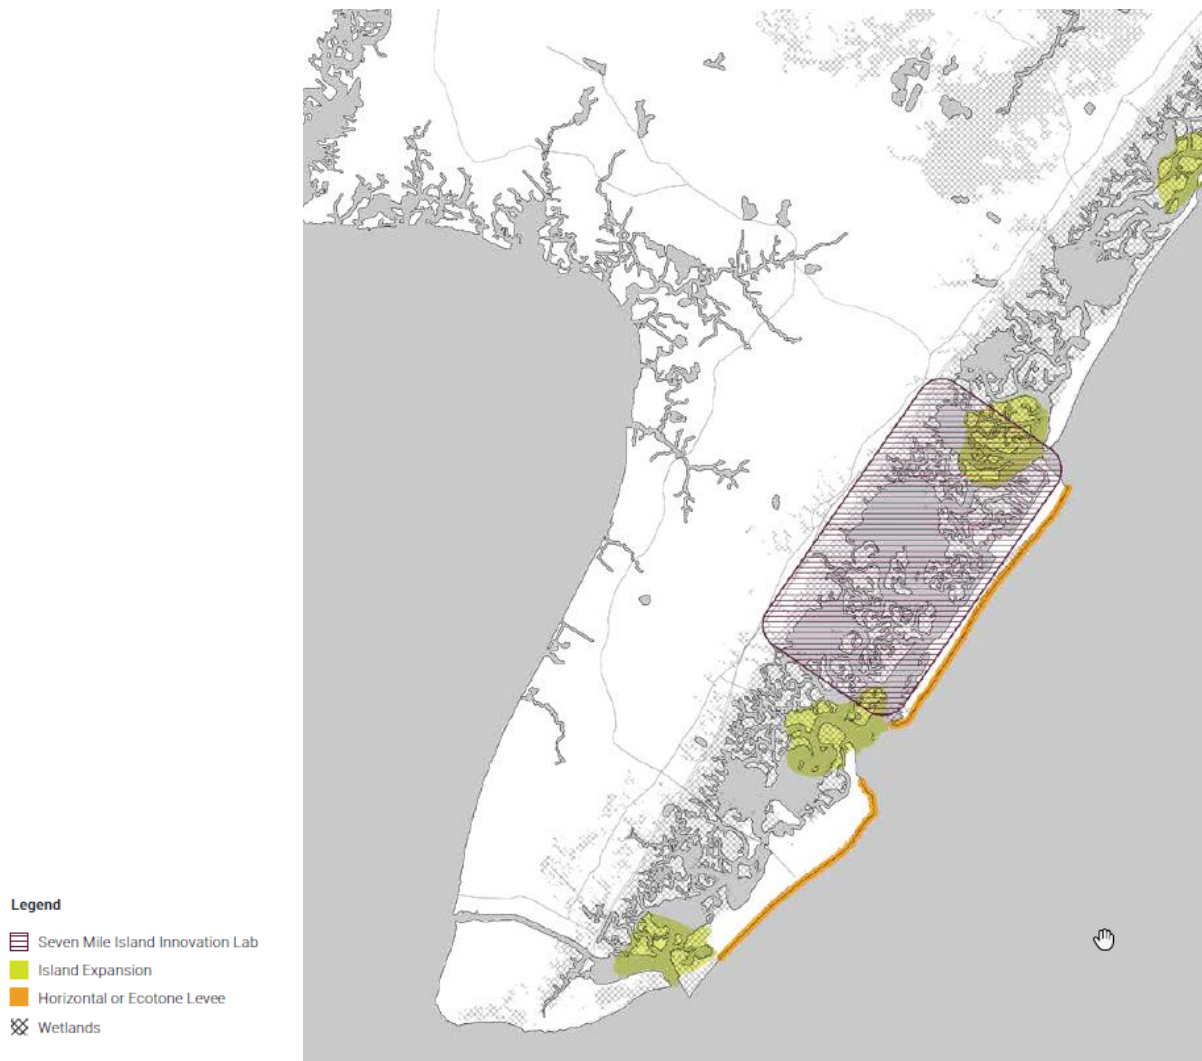 Legend
Seven Mile Island Innovation Lab
Island Expansion
Horizontal or Ecotone Levee
Wetlands